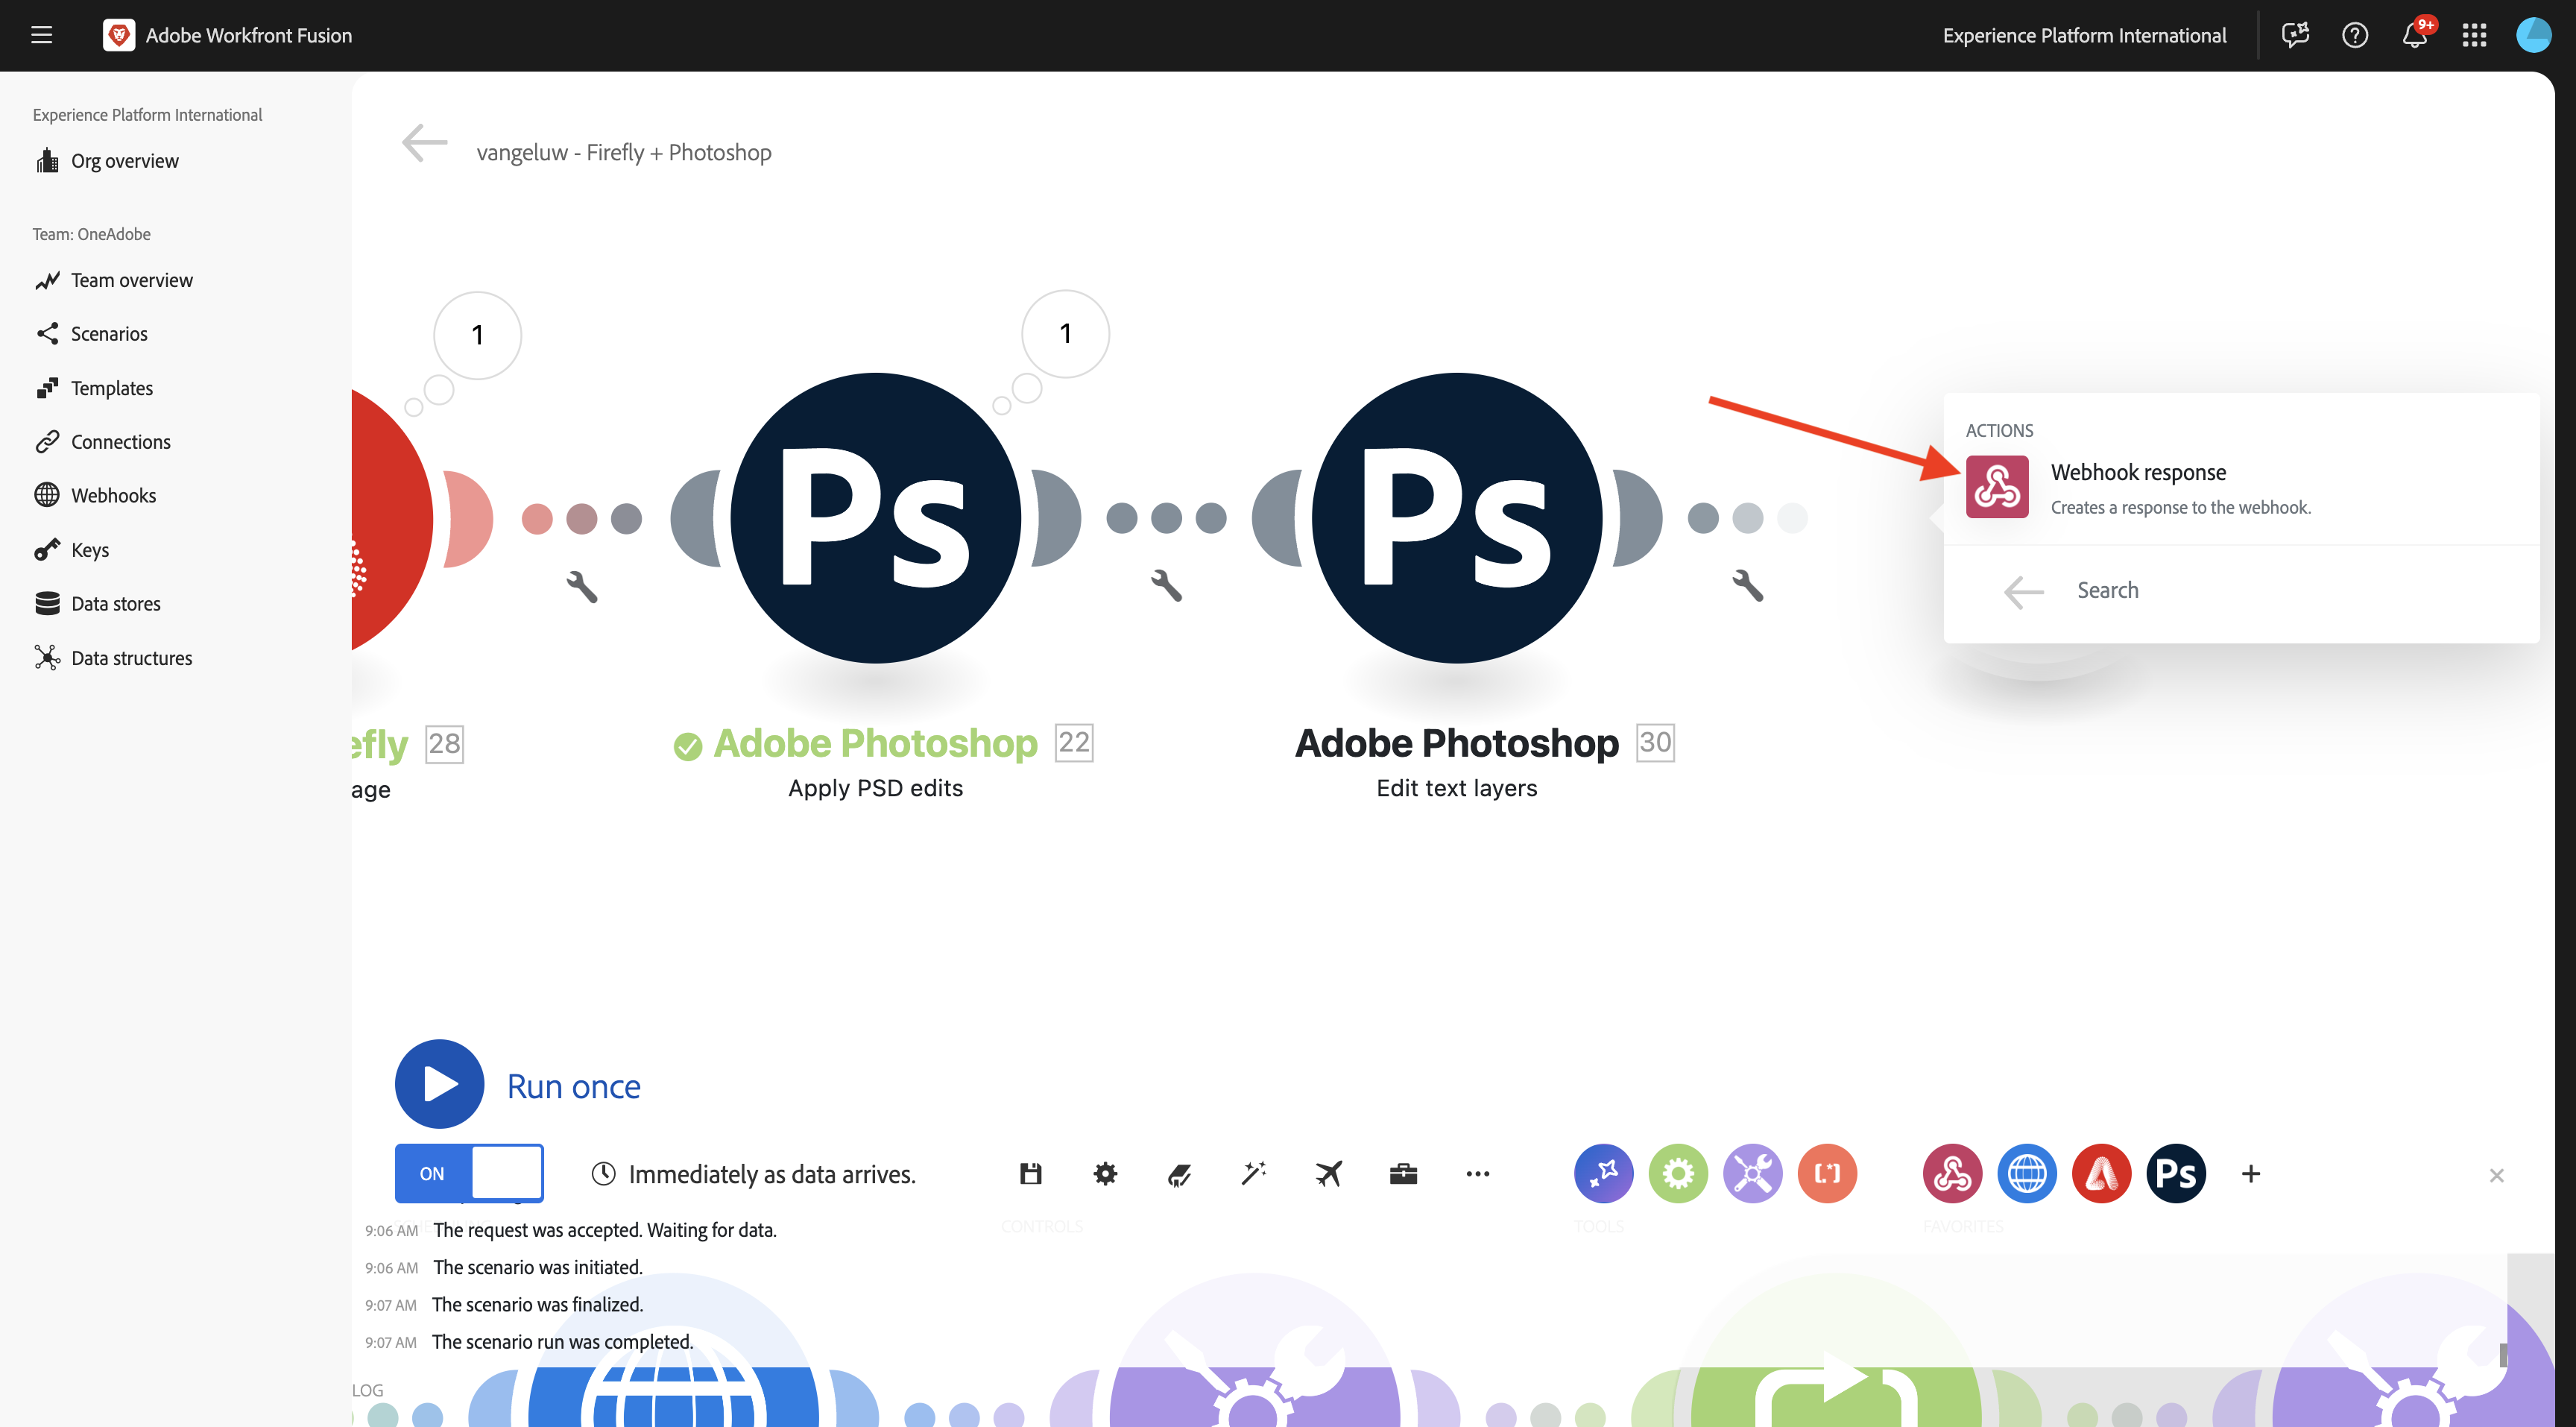 Adobe Workfront Fusion
Experience Platform International
9+
Experience Platform International
Org overview
Team: OneAdobe
Team overview
Scenarios
Templates
Connections
Webhooks
Keys
Data stores
Data structures
vangeluw - Firefly + Photoshop
1
1
Ps
Ps
ACTIONS
Webhook response
Creates a response to the webhook.
Search
efly 28
age
Adobe Photoshop 22
Apply PSD edits
Adobe Photoshop 30
Edit text layers
Run once
ON
Immediately as data arrives.
Ps
CONTROLS
TOOLS
FAVORITES
9:06 AM The request was accepted. Waiting for data.
9:06 AM The scenario was initiated.
9:07 AM The scenario was finalized.
9:07 AM The scenario run was completed.
LOG